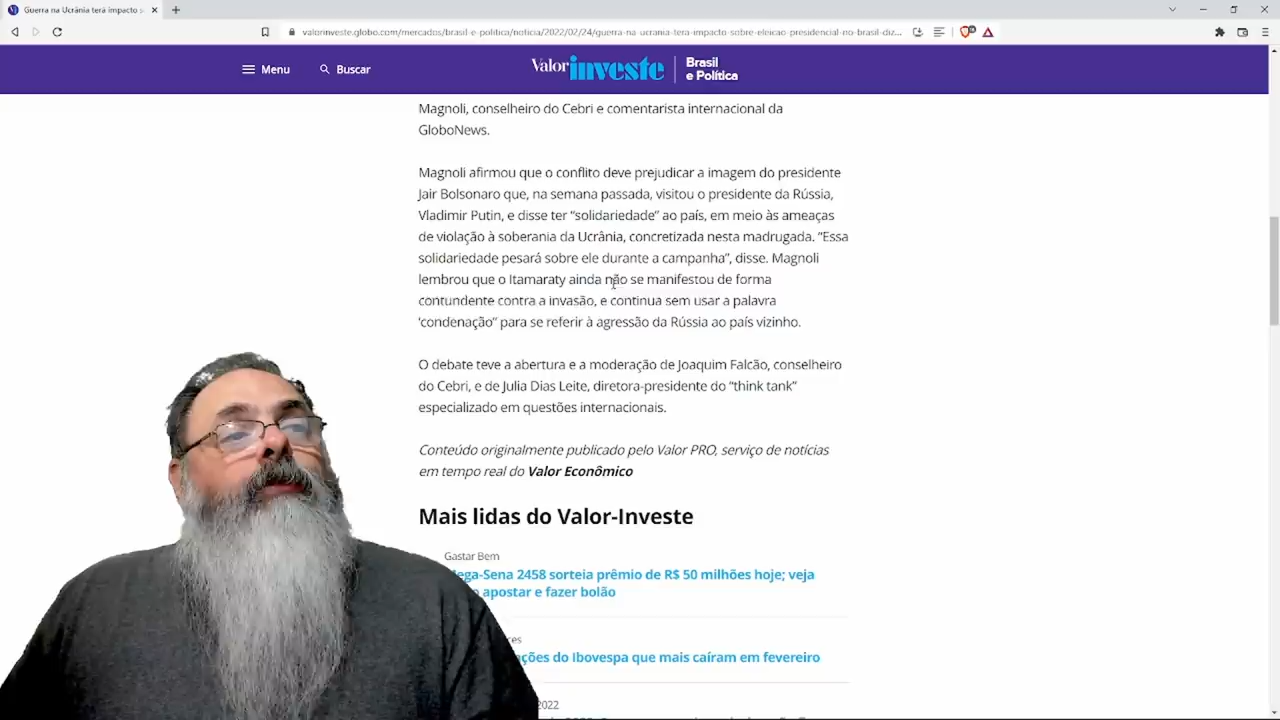 Guerra na Ucrânia terá impacto s
valorinveste.globo.com/mercados/brasil-e-politica/noticia/2022/02/24/guerra-na-ucrania-tera-impacto-sobre-eleicao-presidencial-no-brasil-diz...
Menu
Buscar
Valor investe
Brasil
e Política
Magnoli, conselheiro do Cebri e comentarista internacional da
GloboNews.
Magnoli afirmou que o conflito deve prejudicar a imagem do presidente
Jair Bolsonaro que, na semana passada, visitou o presidente da Rússia,
Vladimir Putin, e disse ter “solidariedade” ao país, em meio às ameaças
de violação à soberania da Ucrânia, concretizada nesta madrugada. “Essa
solidariedade pesará sobre ele durante a campanha”, disse. Magnoli
lembrou que o Itamaraty ainda não se manifestou de forma
contundente contra a invasão, e continua sem usar a palavra
‘condenação” para se referir à agressão da Rússia ao país vizinho.
O debate teve a abertura e a moderação de Joaquim Falcão, conselheiro
do Cebri, e de Julia Dias Leite, diretora-presidente do “think tank”
especializado em questões internacionais.
Conteúdo originalmente publicado pelo Valor PRO, serviço de notícias
em tempo real do Valor Econômico
Mais lidas do Valor-Investe
Gastar Bem
ega-Sena 2458 sorteia prêmio de R$ 50 milhões hoje; veja
apostar e fazer bolão
ces
ções do Ibovespa que mais caíram em fevereiro
2022